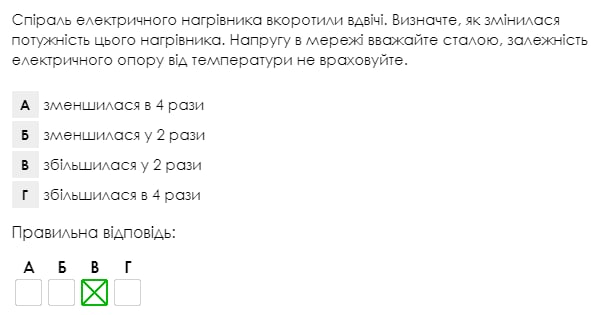 Спіраль електричного нагрівника вкоротили вдвічі. Визначте, як змінилася
потужність цього нагрівника. Напругу в мережі вважайте сталою, залежність
електричного опору від температури не враховуйте.
А зменшилася в 4 рази
Б зменшилася у 2 рази
В збільшилася у 2 рази
Г збільшилася в 4 рази
Правильна відповідь:
А Б В Г